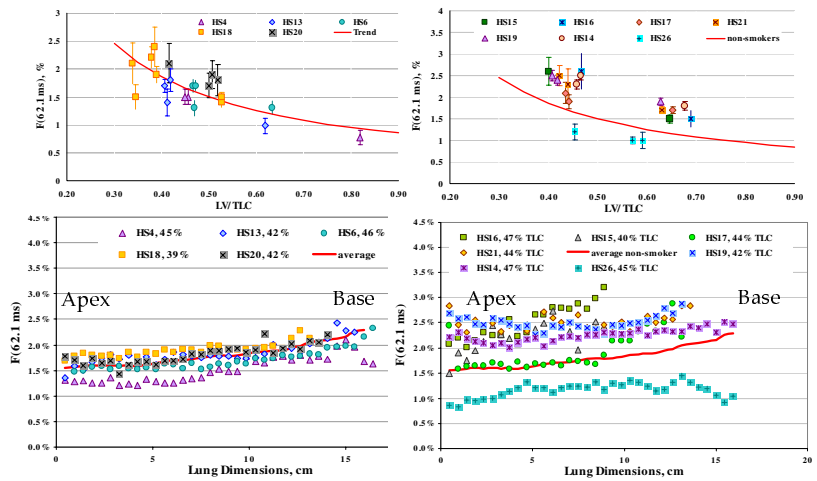 HS4 HS13 HS6
HS18 HS20 Trend
F(62.1 ms), %
3
2.5
2
1.5
1
0.5
0
0.20 0.30 0.40 0.50 0.60 0.70 0.80 0.90
LV/TLC
HS15 HS16 HS17 HS21
HS19 HS14 HS26 non-smokers
F(62.1ms), %
4
3.5
3
2.5
2
1.5
1
0.5
0
0.20 0.30 0.40 0.50 0.60 0.70 0.80 0.90
LV/TLC
HS4, 45% HS13, 42% HS6, 46%
HS18, 39% HS20, 42% average
Apex Base
F(62.1 ms)
4.5%
4.0%
3.5%
3.0%
2.5%
2.0%
1.5%
1.0%
0.5%
0.0%
0 5 10 15
Lung Dimensions, cm
HS16, 47% TLC HS15, 40% TLC HS17, 44% TLC
HS21, 44% TLC average non-smoker HS19, 42% TLC
HS14, 47% TLC HS26, 45% TLC
Apex Base
F(62.1 ms)
4.5%
4.0%
3.5%
3.0%
2.5%
2.0%
1.5%
1.0%
0.5%
0.0%
0 5 10 15 20
Lung Dimensions, cm